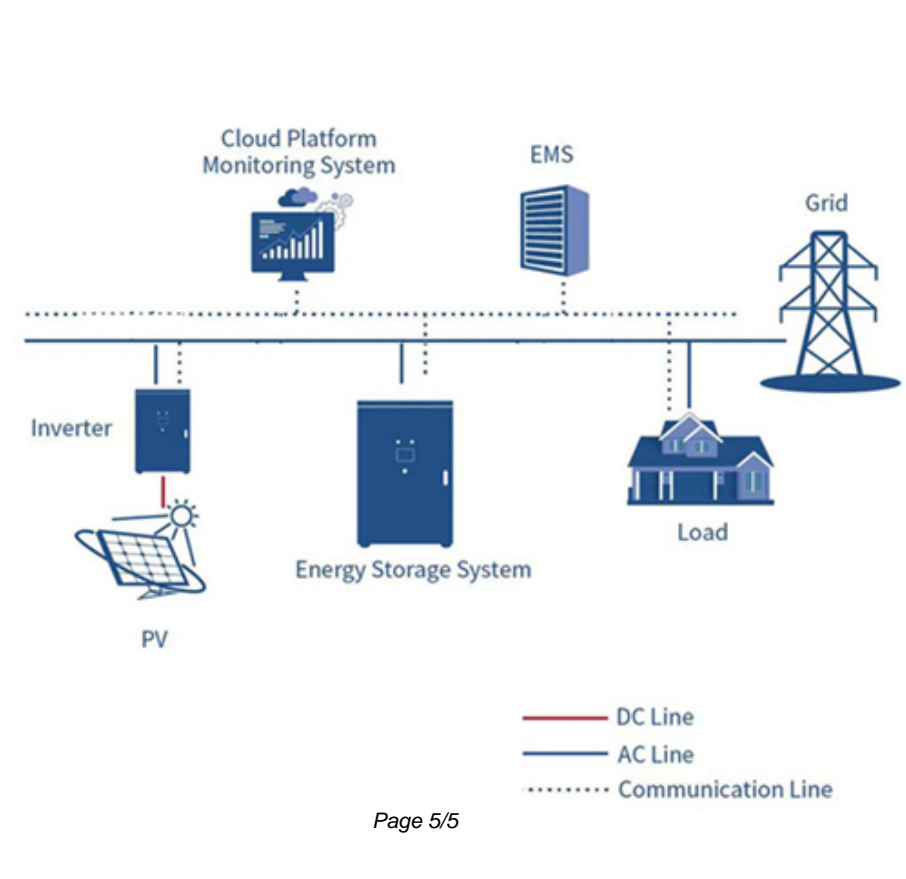 Cloud Platform
Monitoring System
EMS
Grid
Inverter
Energy Storage System
Load
PV
DC Line
AC Line
Communication Line
Page 5/5